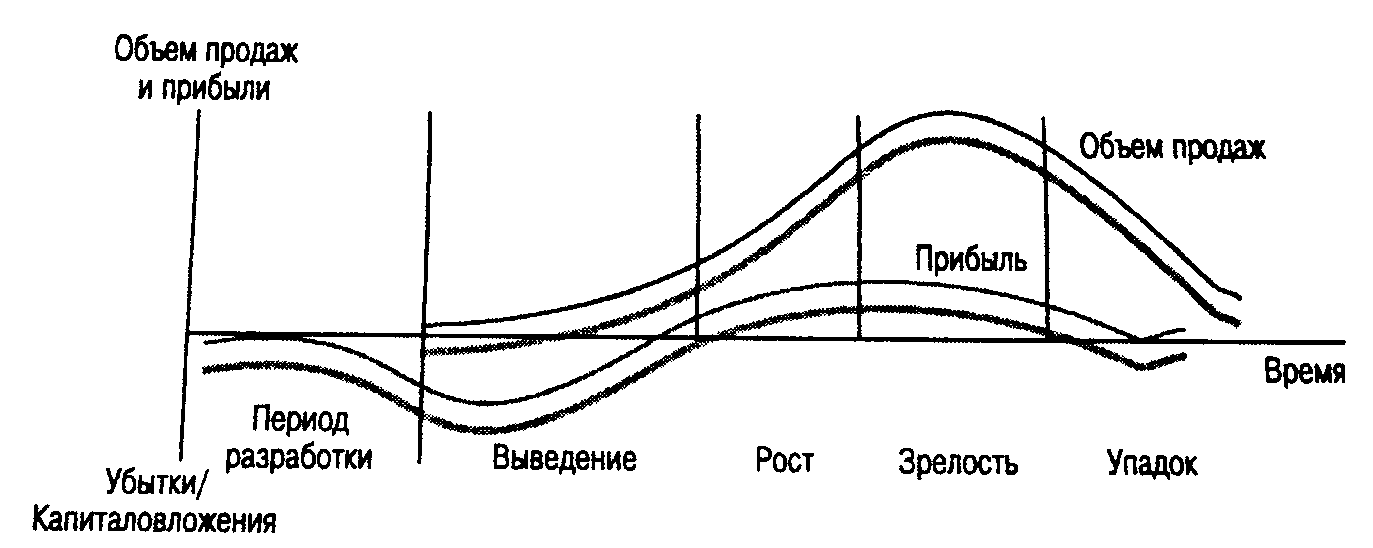 Объем продаж
и прибыли
Объем продаж
Прибыль
Время
Период
разработки
Выведение
Рост
Зрелость
Упадок
Убытки/
Капиталовложения